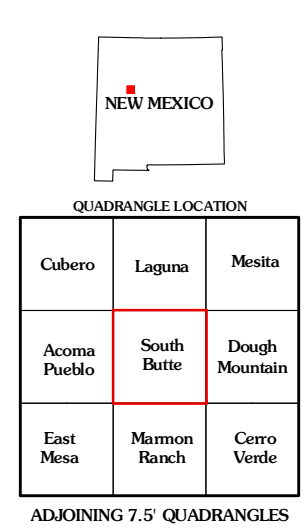 NEW MEXICO
QUADRANGLE LOCATION
Cubero Laguna Mesita
Acoma Pueblo South Butte Dough Mountain
East Mesa Marmon Ranch Cerro Verde
ADJOINING 7.5' QUADRANGLES